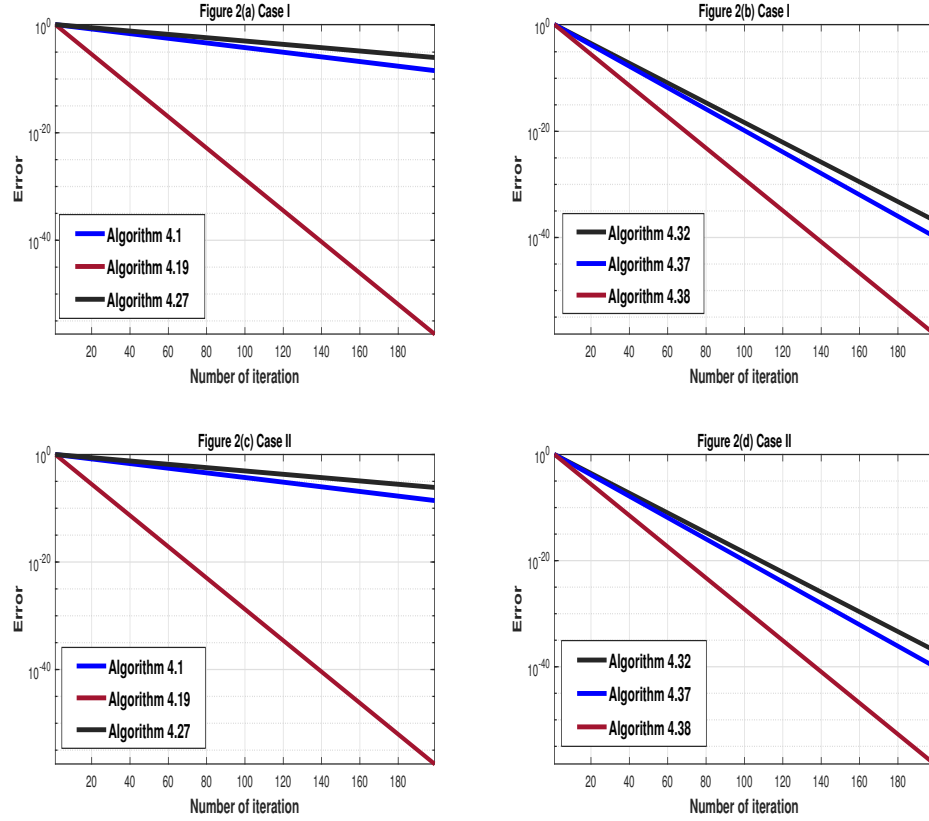 Figure 2(a) Case I
10^0
10^-20
10^-40
Error
Algorithm 4.1
Algorithm 4.19
Algorithm 4.27
20 40 60 80 100 120 140 160 180
Number of iteration
Figure 2(b) Case I
10^0
10^-20
10^-40
Error
Algorithm 4.32
Algorithm 4.37
Algorithm 4.38
20 40 60 80 100 120 140 160 180
Number of iteration
Figure 2(c) Case II
10^0
10^-20
10^-40
Error
Algorithm 4.1
Algorithm 4.19
Algorithm 4.27
20 40 60 80 100 120 140 160 180
Number of iteration
Figure 2(d) Case II
10^0
10^-20
10^-40
Error
Algorithm 4.32
Algorithm 4.37
Algorithm 4.38
20 40 60 80 100 120 140 160 180
Number of iteration